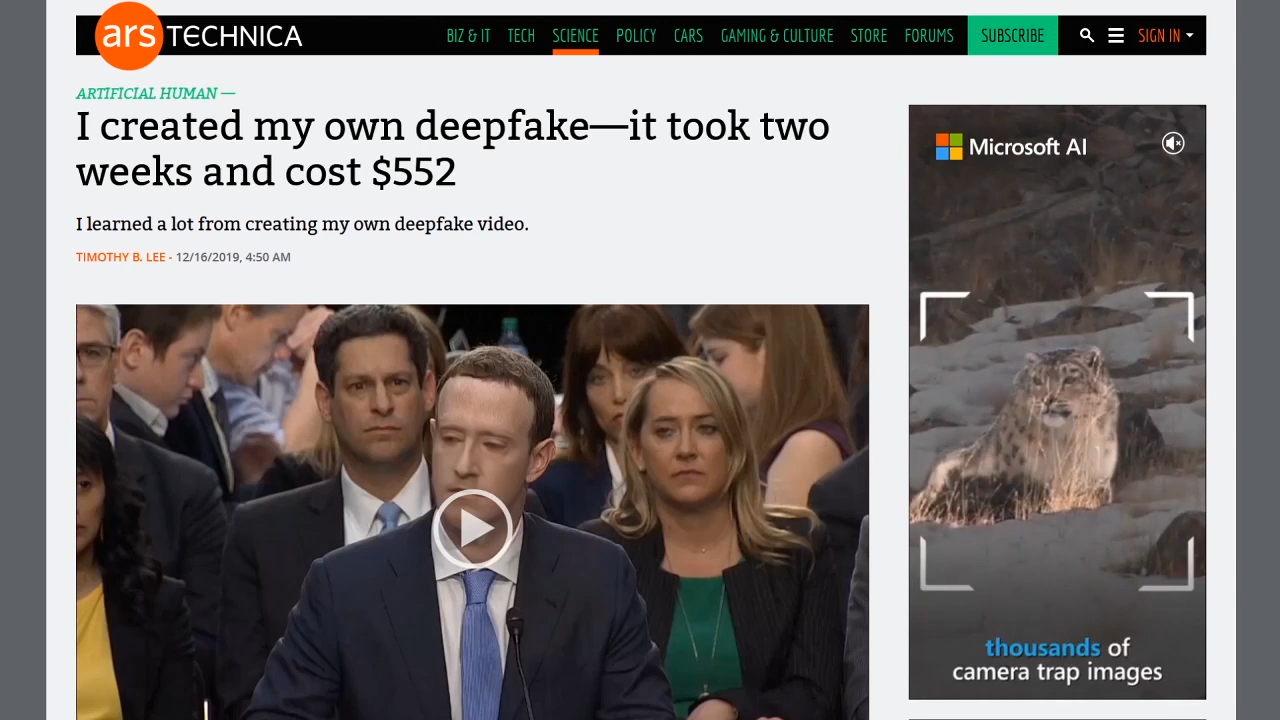 ars TECHNICA
BIZ & IT TECH SCIENCE POLICY CARS GAMING & CULTURE STORE FORUMS SUBSCRIBE SIGN IN
ARTIFICIAL HUMAN —
I created my own deepfake—it took two
weeks and cost $552
I learned a lot from creating my own deepfake video.
TIMOTHY B. LEE - 12/16/2019, 4:50 AM
Microsoft AI
thousands of
camera trap images